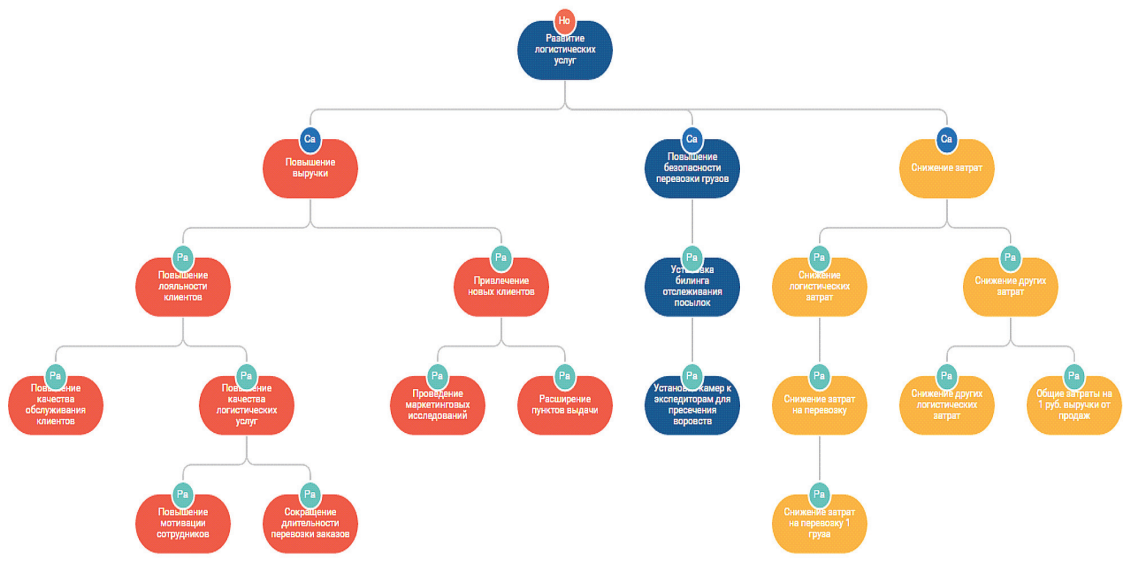 Но
Развитие
логистических
услуг
Са
Повышение
выручки
Са
Повышение
безопасности
перевозки грузов
Са
Снижение затрат
Ра
Повышение
лояльности
клиентов
Ра
Привлечение
новых клиентов
Ра
Установка
билинга
отслеживания
посылок
Ра
Снижение
логистических
затрат
Ра
Снижение других
затрат
Ра
Повышение
качества
обслуживания
клиентов
Ра
Повышение
качества
логистических
услуг
Ра
Проведение
маркетинговых
исследований
Ра
Расширение
пунктов выдачи
Ра
Установка камер к
экспедиторам для
пресечения
воровств
Ра
Снижение затрат
на перевозку
Ра
Снижение других
логистических
затрат
Ра
Общие затраты на
1 руб. выручки от
продаж
Ра
Повышение
мотивации
сотрудников
Ра
Сокращение
длительности
перевозки заказов
Ра
Снижение затрат
на перевозку 1
груза